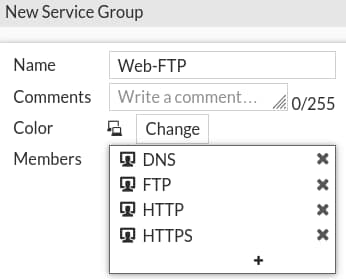 New Service Group
Name Web-FTP
Comments Write a comment... 0/255
Color Change
Members DNS
FTP
HTTP
HTTPS
+